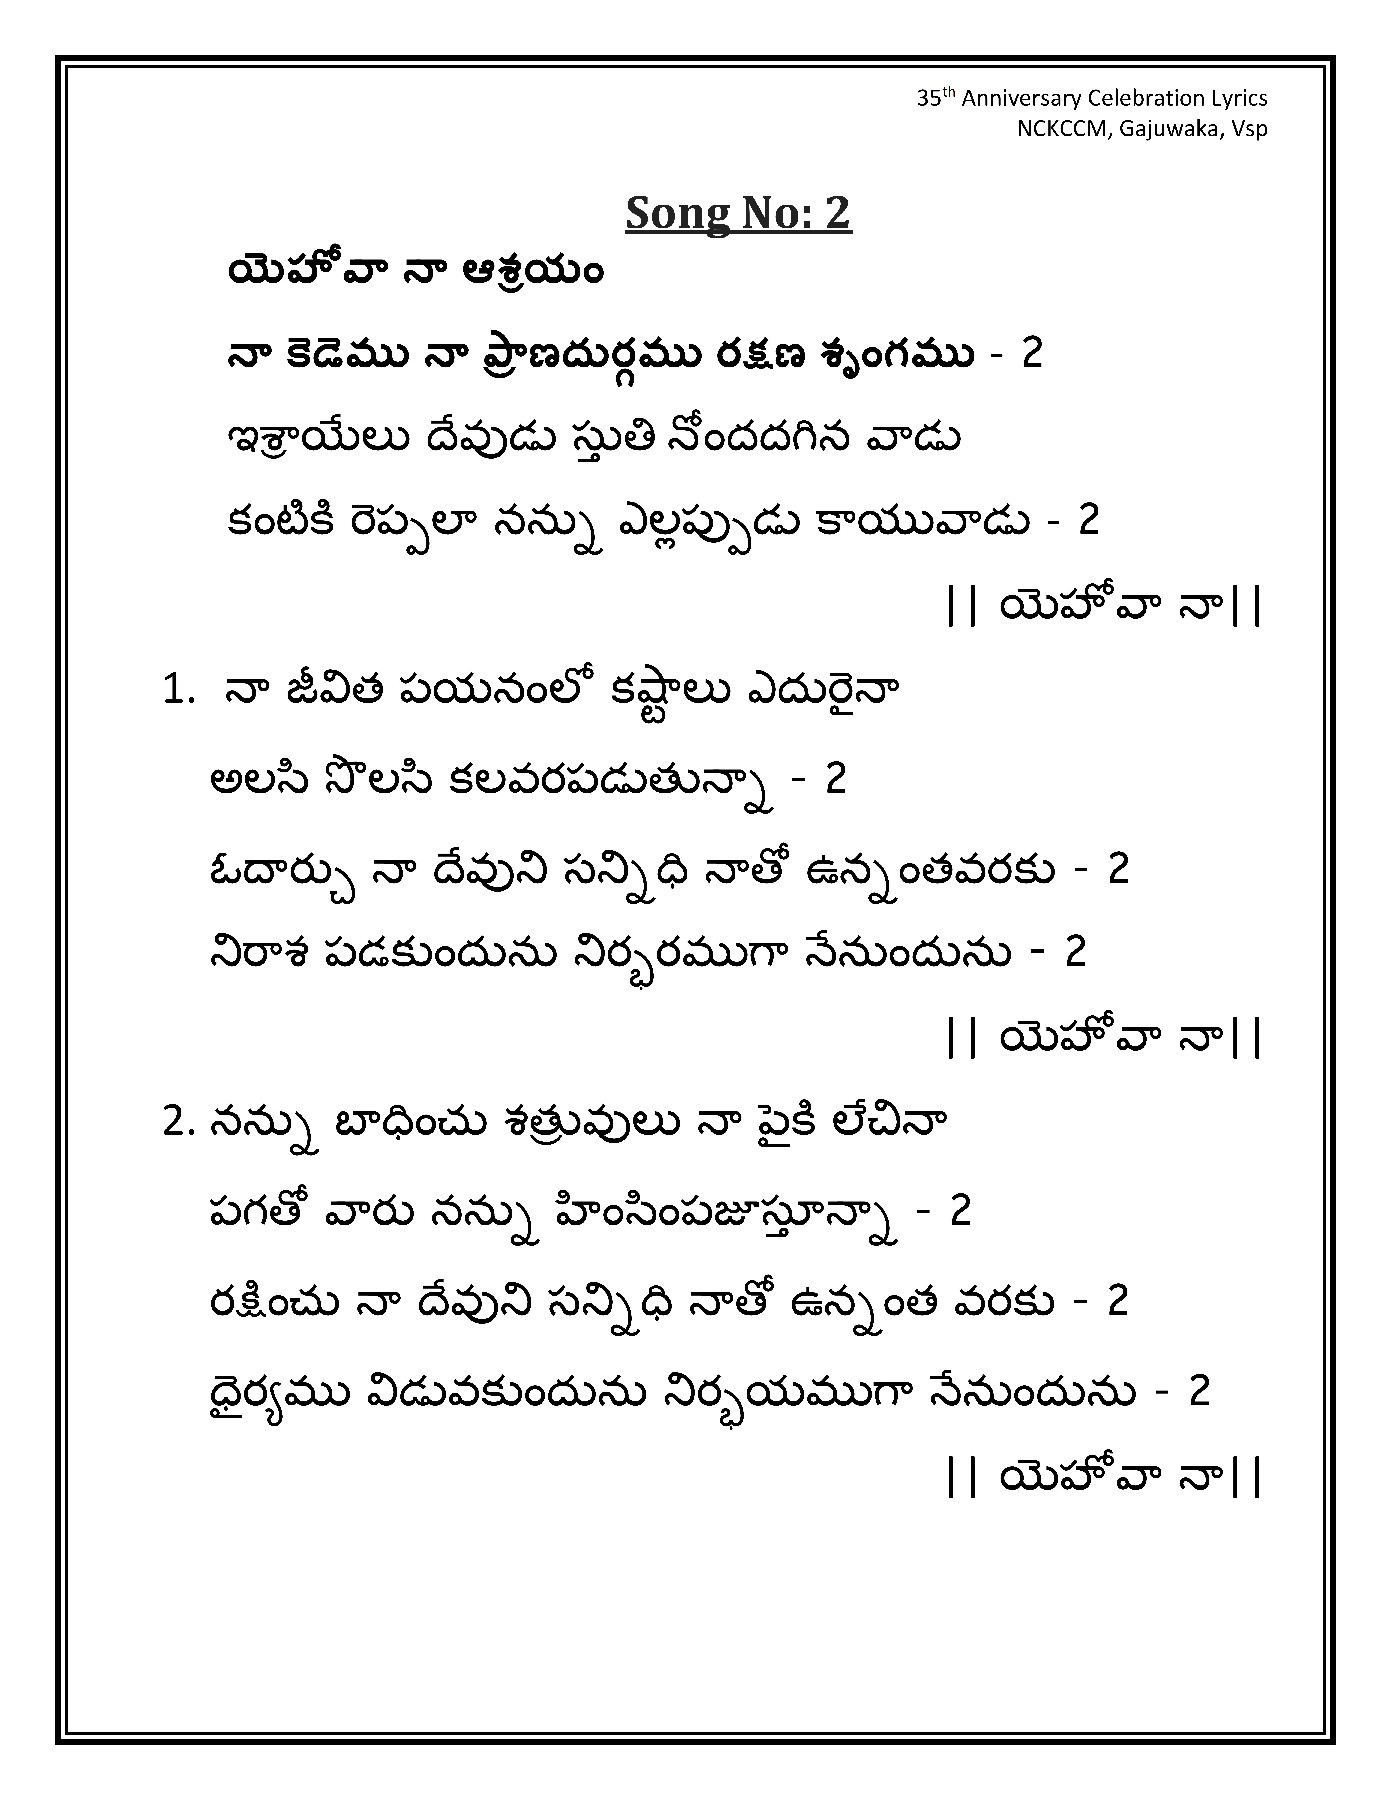 35th Anniversary Celebration Lyrics
NCKCCM, Gajuwaka, Vsp
Song No: 2
యెహోవా నా ఆశ్రయం
నా కెడెము నా ప్రాణదుర్గము రక్షణ శృంగము - 2
ఇశ్రాయేలు దేవుడు స్తుతి నోందదగిన వాడు
కంటికి రెప్పలా నన్ను ఎల్లప్పుడు కాయువాడు - 2
|| యెహోవా నా||
1. నా జీవిత పయనంలో కష్టాలు ఎదురైనా
అలసి సొలసి కలవరపడుతున్నా - 2
ఓదార్చు నా దేవుని సన్నిధి నాతో ఉన్నంతవరకు - 2
నిరాశ పడకుందును నిర్భరముగా నేనుందును - 2
|| యెహోవా నా||
2. నన్ను బాధించు శత్రువులు నా పైకి లేచినా
పగతో వారు నన్ను హింసింపజూస్తూన్నా - 2
రక్షించు నా దేవుని సన్నిధి నాతో ఉన్నంత వరకు - 2
ధైర్యము విడువకుందును నిర్భయముగా నేనుందును - 2
|| యెహోవా నా||